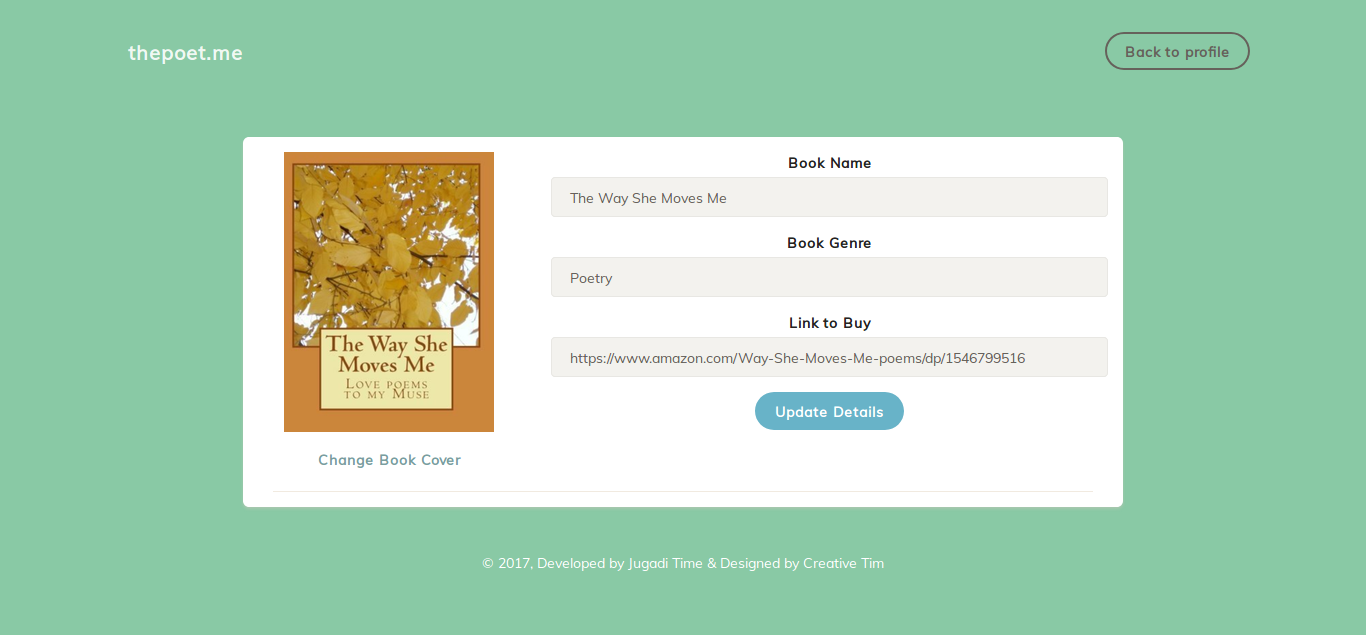 thepoet.me
Back to profile
The Way She
Moves Me
Love poems
to my Muse
Change Book Cover
Book Name
The Way She Moves Me
Book Genre
Poetry
Link to Buy
https://www.amazon.com/Way-She-Moves-Me-poems/dp/1546799516
Update Details
© 2017, Developed by Jugadi Time & Designed by Creative Tim